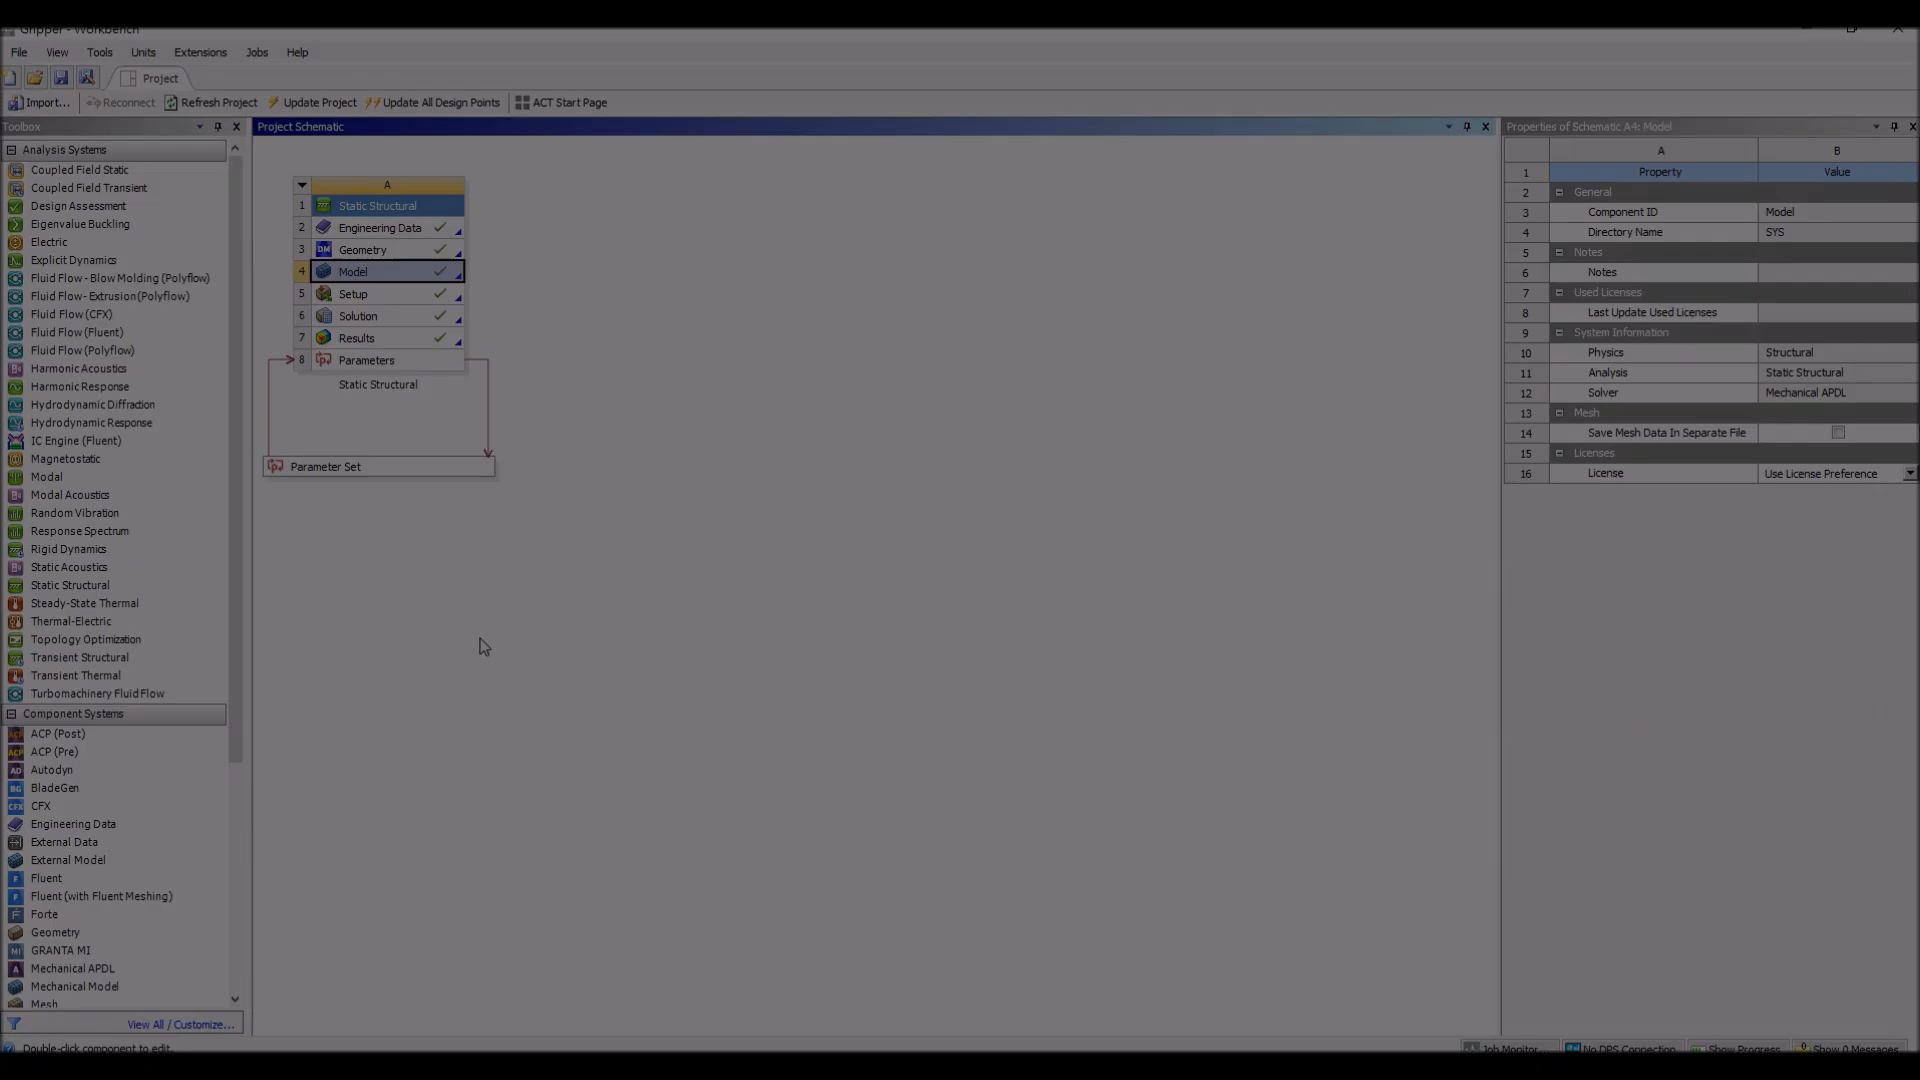 Gripper - Workbench
File View Tools Units Extensions Jobs Help
Project
Import... Reconnect Refresh Project Update Project Update All Design Points ACT Start Page
Toolbox
Analysis Systems
Coupled Field Static
Coupled Field Transient
Design Assessment
Eigenvalue Buckling
Electric
Explicit Dynamics
Fluid Flow - Blow Molding (Polyflow)
Fluid Flow - Extrusion (Polyflow)
Fluid Flow (CFX)
Fluid Flow (Fluent)
Fluid Flow (Polyflow)
Harmonic Acoustics
Harmonic Response
Hydrodynamic Diffraction
Hydrodynamic Response
IC Engine (Fluent)
Magnetostatic
Modal
Modal Acoustics
Random Vibration
Response Spectrum
Rigid Dynamics
Static Acoustics
Static Structural
Steady-State Thermal
Thermal-Electric
Topology Optimization
Transient Structural
Transient Thermal
Turbomachinery Fluid Flow
Component Systems
ACP (Post)
ACP (Pre)
AD Autodyn
BG BladeGen
CFX CFX
Engineering Data
External Data
External Model
Fluent
Fluent (with Fluent Meshing)
Forte
Geometry
MI GRANTA MI
Mechanical APDL
Mechanical Model
Mesh
View All / Customize...
Project Schematic
A
1 Static Structural
2 Engineering Data
3 DM Geometry
4 Model
5 Setup
6 Solution
7 Results
8 Parameters
Static Structural
Parameter Set
Properties of Schematic A4: Model
A B
1 Property Value
2 General
3 Component ID Model
4 Directory Name SYS
5 Notes
6 Notes
7 Used Licenses
8 Last Update Used Licenses
9 System Information
10 Physics Structural
11 Analysis Static Structural
12 Solver Mechanical APDL
13 Mesh
14 Save Mesh Data In Separate File
15 Licenses
16 License Use License Preference
Double-click component to edit.
Job Monitor... No DPS Connection Show Progress Show 0 Messages